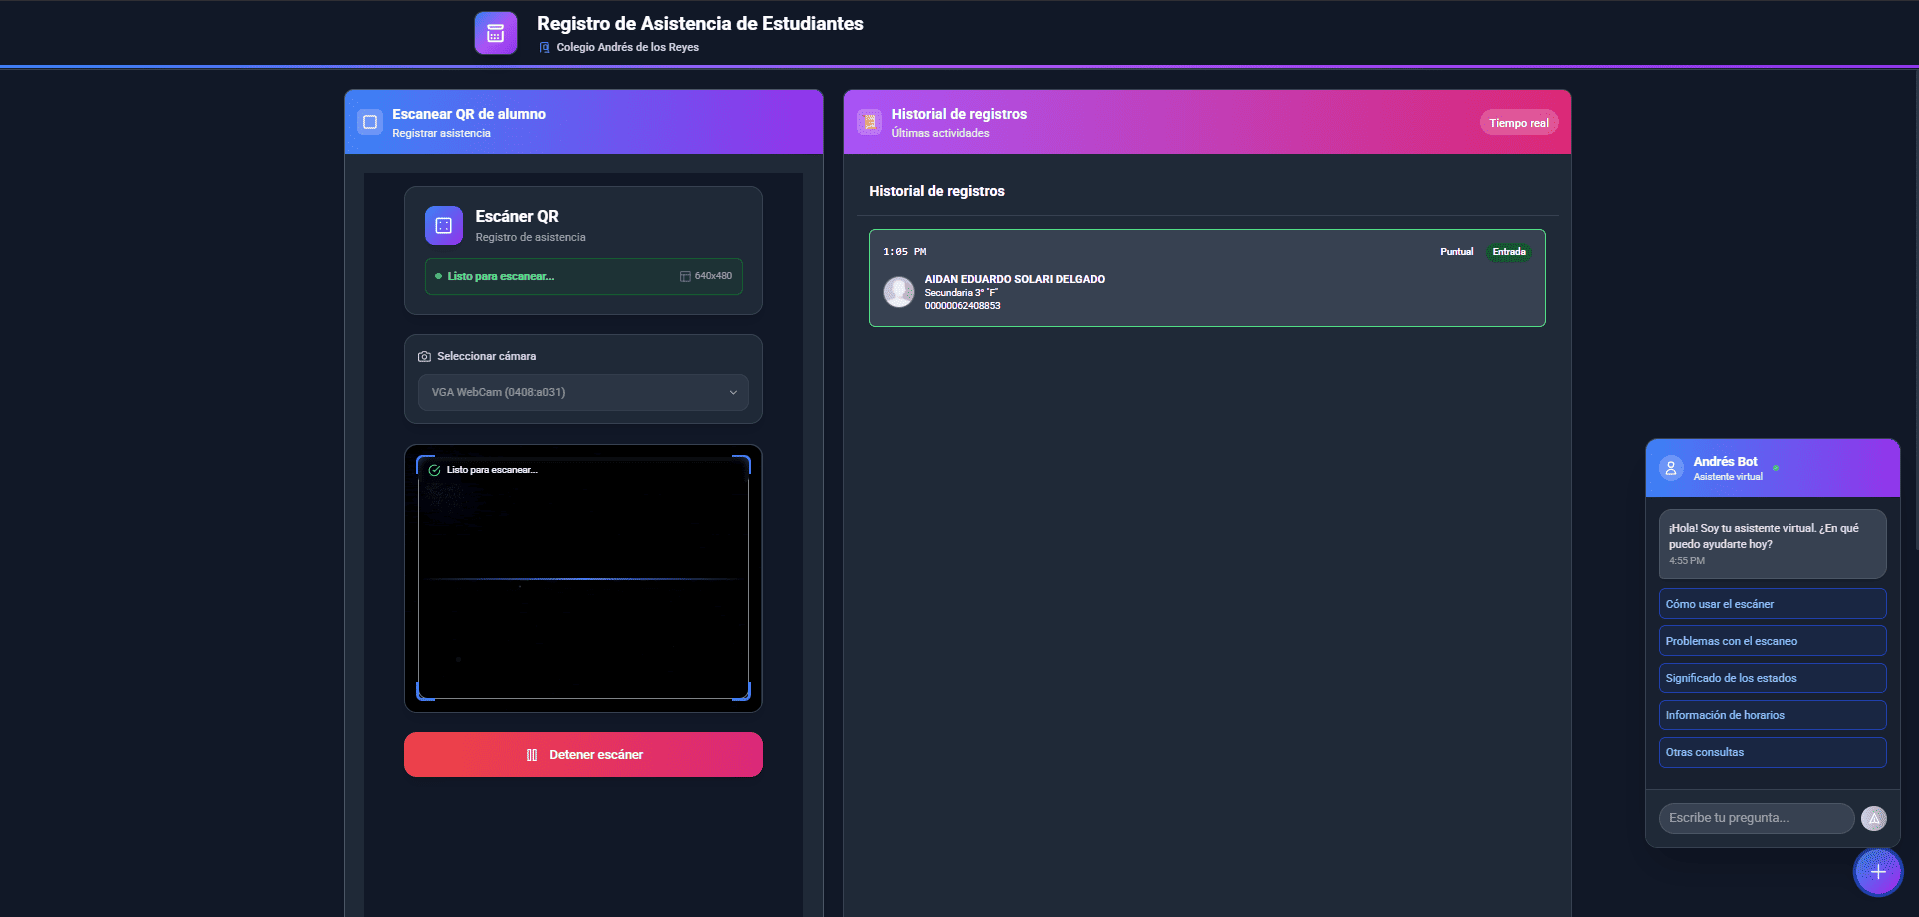 Registro de Asistencia de Estudiantes
Colegio Andrés de los Reyes
Escanear QR de alumno
Registrar asistencia
Escáner QR
Registro de asistencia
Listo para escanear...
640x480
Seleccionar cámara
VGA WebCam (0408:a031)
Listo para escanear...
Detener escáner
Historial de registros
Últimas actividades
Tiempo real
Historial de registros
1:05 PM
Puntual
Entrada
AIDAN EDUARDO SOLARI DELGADO
Secundaria 3° "F"
00000062408853
Andrés Bot
Asistente virtual
¡Hola! Soy tu asistente virtual. ¿En qué
puedo ayudarte hoy?
4:55 PM
Cómo usar el escáner
Problemas con el escaneo
Significado de los estados
Información de horarios
Otras consultas
Escribe tu pregunta...